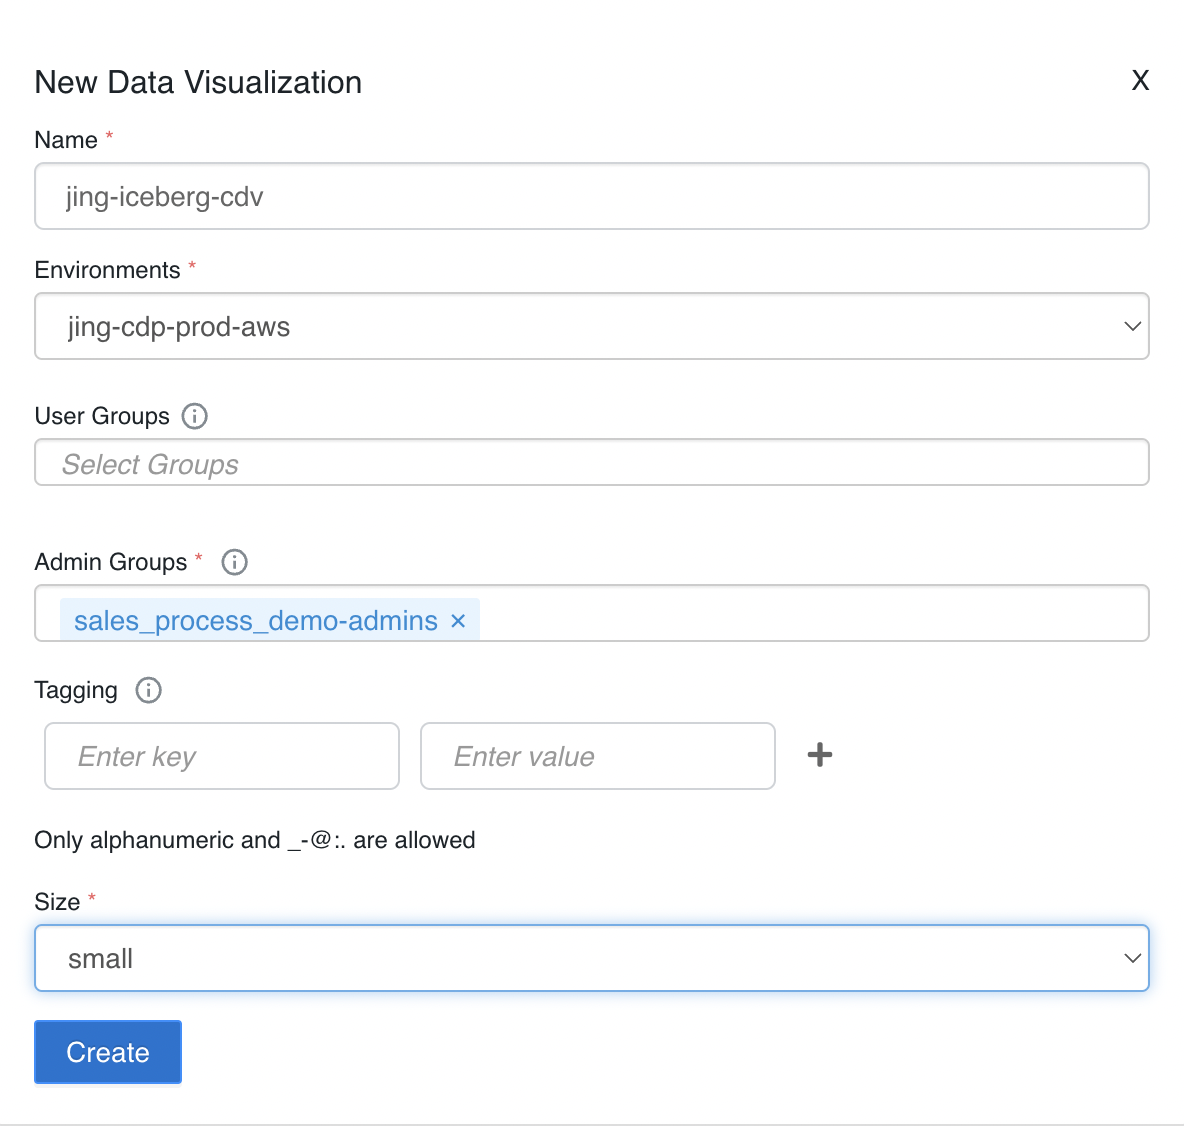 New Data Visualization X
Name *
jing-iceberg-cdv
Environments *
jing-cdp-prod-aws
User Groups
Select Groups
Admin Groups *
sales_process_demo-admins ×
Tagging
Enter key Enter value +
Only alphanumeric and _-@:. are allowed
Size *
small
Create